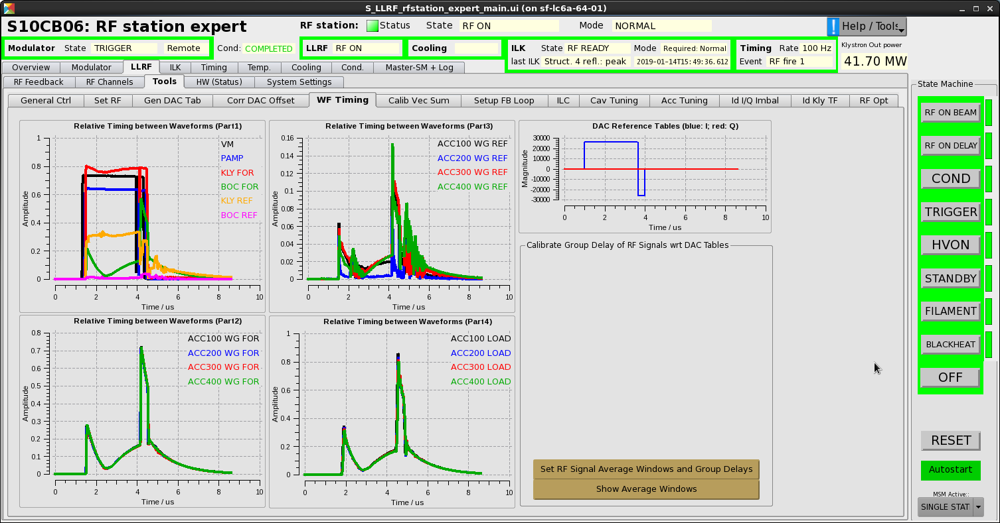 S_LLRF_rfstation_expert_main.ui (on sf-lc6a-64-01)
S10CB06: RF station expert
RF station: Status State RF ON Mode NORMAL
! Help / Tools
Modulator State TRIGGER Remote Cond: COMPLETED LLRF RF ON Cooling
ILK State RF READY Mode Required: Normal
last ILK Struct. 4 refl.: peak 2019-01-14T15:49:36.612
Timing Rate 100 Hz
Event RF fire 1
Klystron Out power
41.70 MW
Overview Modulator LLRF ILK Timing Temp. Cooling Cond. Master-SM + Log
RF Feedback RF Channels Tools HW (Status) System Settings
General Ctrl Set RF Gen DAC Tab Corr DAC Offset WF Timing Calib Vec Sum Setup FB Loop ILC Cav Tuning Acc Tuning Id I/Q Imbal Id Kly TF RF Opt
Relative Timing between Waveforms (Part1)
Amplitude
1
0.8
0.6
0.4
0.2
0
VM
PAMP
KLY FOR
BOC FOR
KLY REF
BOC REF
0 2 4 6 8 10
Time / us
Relative Timing between Waveforms (Part3)
Amplitude
0.16
0.14
0.12
0.1
0.08
0.06
0.04
0.02
0
ACC100 WG REF
ACC200 WG REF
ACC300 WG REF
ACC400 WG REF
0 2 4 6 8 10
Time / us
DAC Reference Tables (blue: I; red: Q)
Magnitude
30000
20000
10000
0
-10000
-20000
-30000
0 2 4 6 8 10
Time / us
Relative Timing between Waveforms (Part2)
Amplitude
0.8
0.7
0.6
0.5
0.4
0.3
0.2
0.1
0
ACC100 WG FOR
ACC200 WG FOR
ACC300 WG FOR
ACC400 WG FOR
0 2 4 6 8 10
Time / us
Relative Timing between Waveforms (Part4)
Amplitude
1
0.8
0.6
0.4
0.2
0
ACC100 LOAD
ACC200 LOAD
ACC300 LOAD
ACC400 LOAD
0 2 4 6 8 10
Time / us
Calibrate Group Delay of RF Signals wrt DAC Tables
Set RF Signal Average Windows and Group Delays
Show Average Windows
State Machine
RF ON BEAM
RF ON DELAY
COND
TRIGGER
HVON
STANDBY
FILAMENT
BLACKHEAT
OFF
RESET
Autostart
MSM Active::
SINGLE STAT